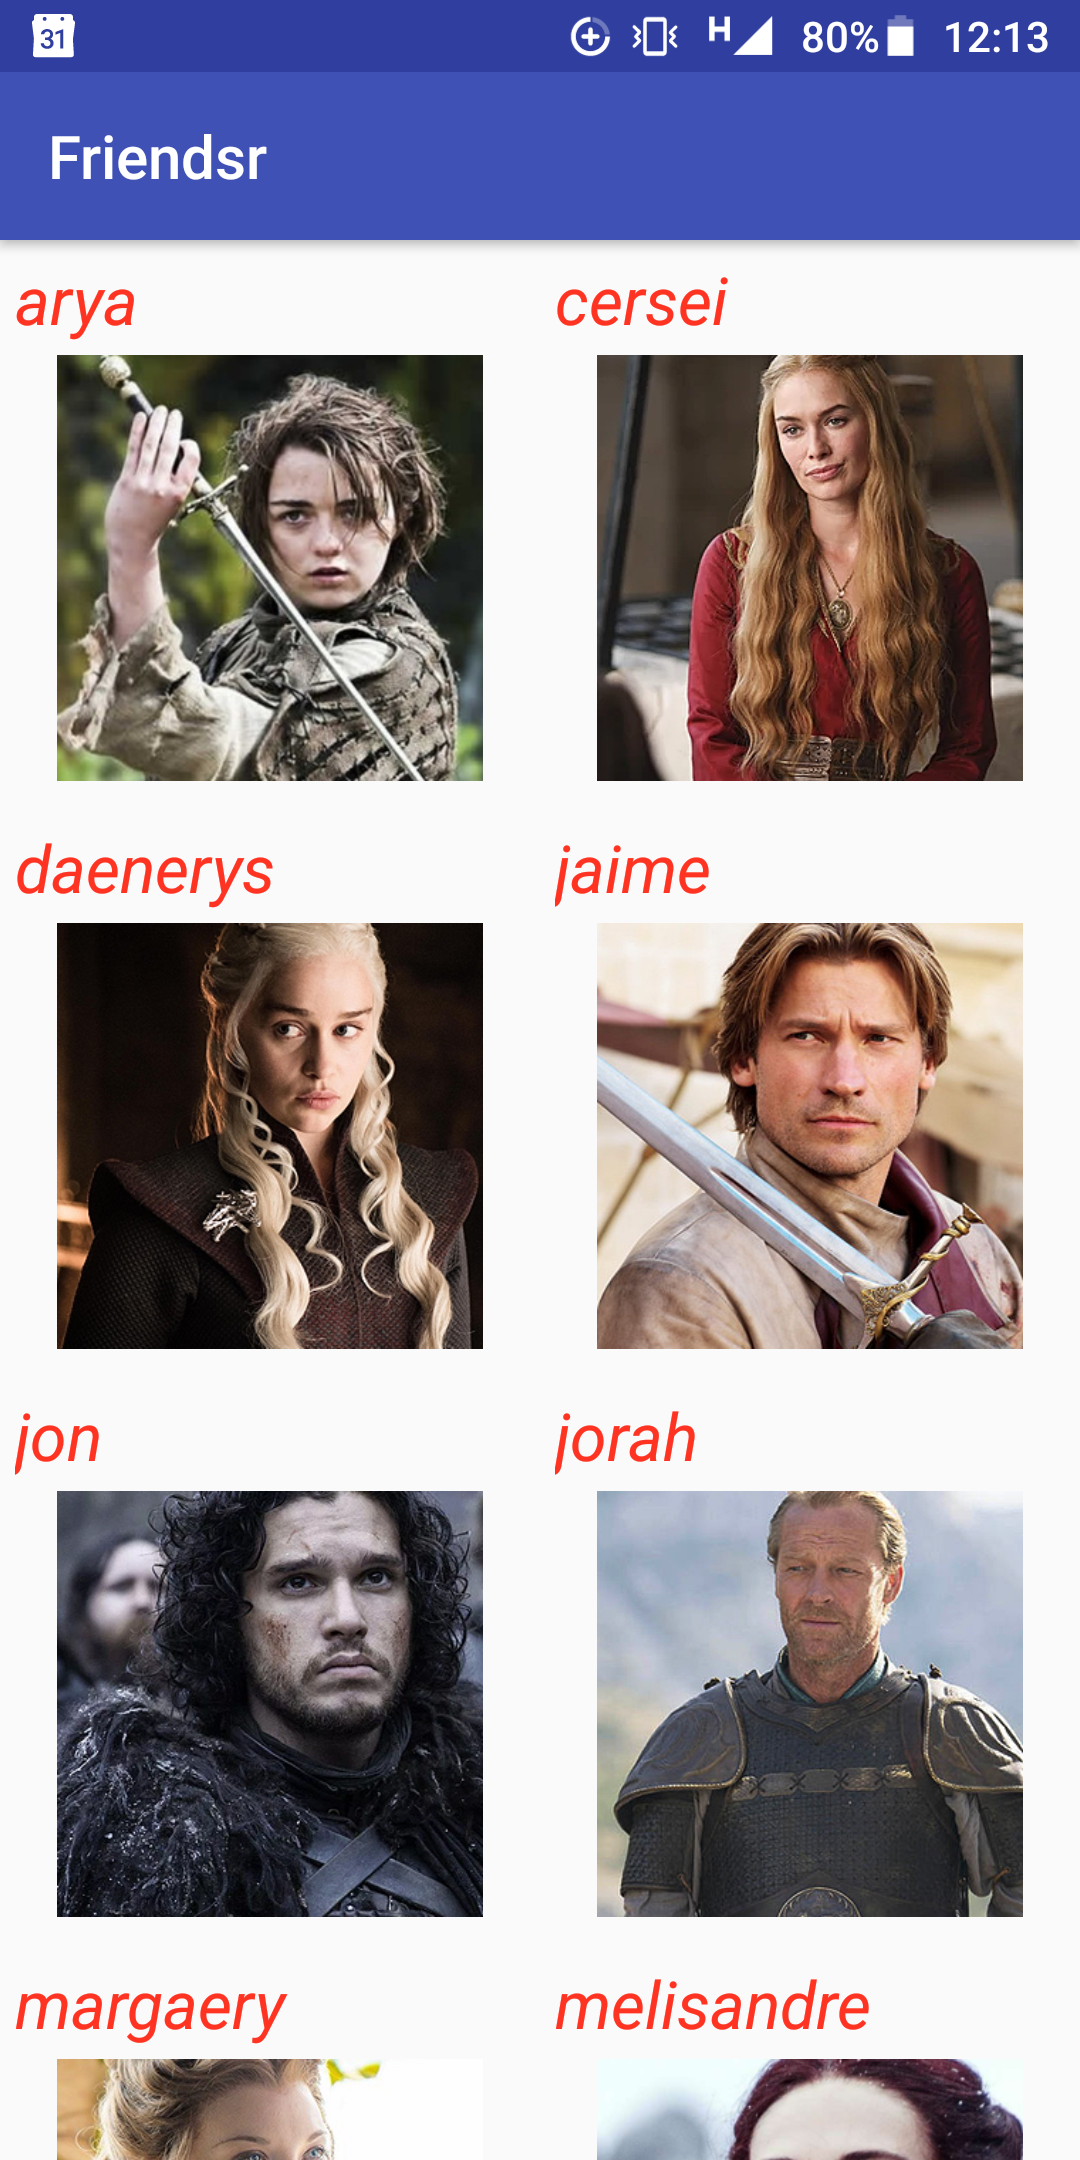 31 H 80% 12:13
Friendsr
arya cersei
daenerys jaime
jon jorah
margaery melisandre